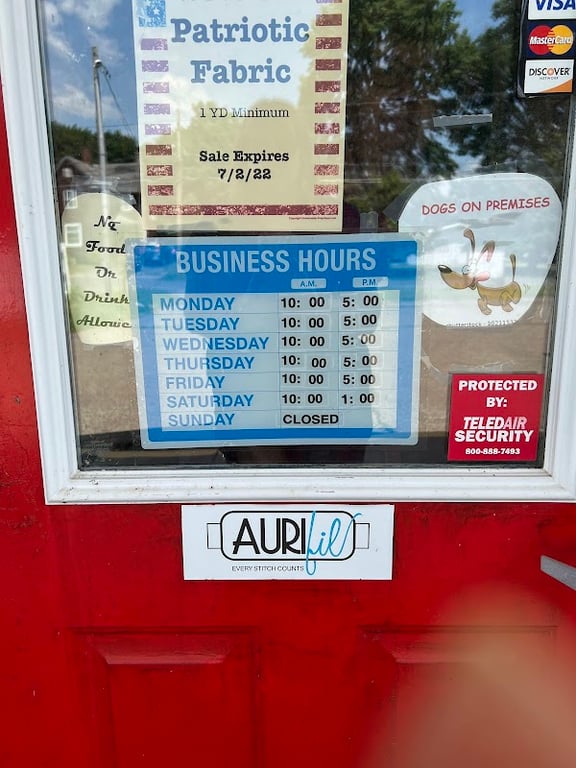 Patriotic
Fabric
1 YD Minimum
Sale Expires
7/2/22
VISA
MasterCard
DISCOVER
NETWORK
No
Food
Or
Drink
Allowe
DOGS ON PREMISES
BUSINESS HOURS
A.M. P.M.
MONDAY 10: 00 5: 00
TUESDAY 10: 00 5: 00
WEDNESDAY 10: 00 5: 00
THURSDAY 10: 00 5: 00
FRIDAY 10: 00 5: 00
SATURDAY 10: 00 1: 00
SUNDAY CLOSED
PROTECTED
BY:
TELEDAIR
SECURITY
800-888-7493
AURIfil
EVERY STITCH COUNTS